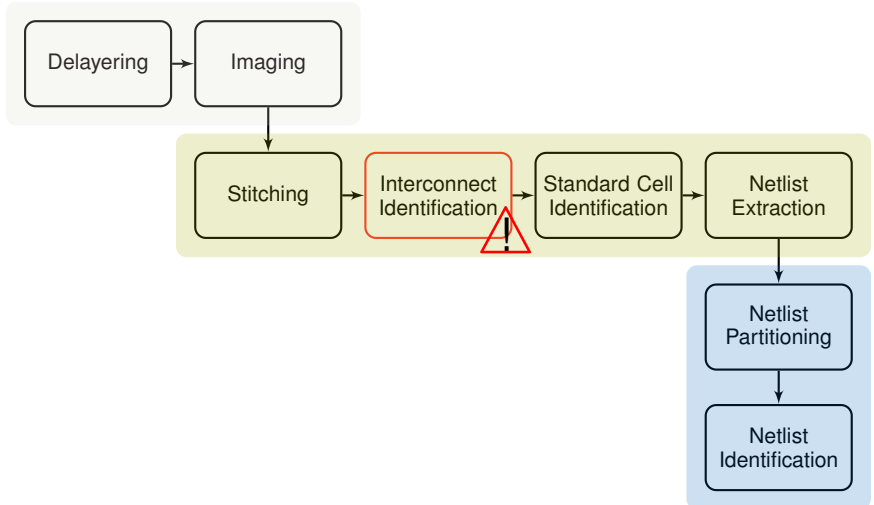 Delayering
Imaging
Stitching
Interconnect
Identification
Standard Cell
Identification
Netlist
Extraction
!
Netlist
Partitioning
Netlist
Identification